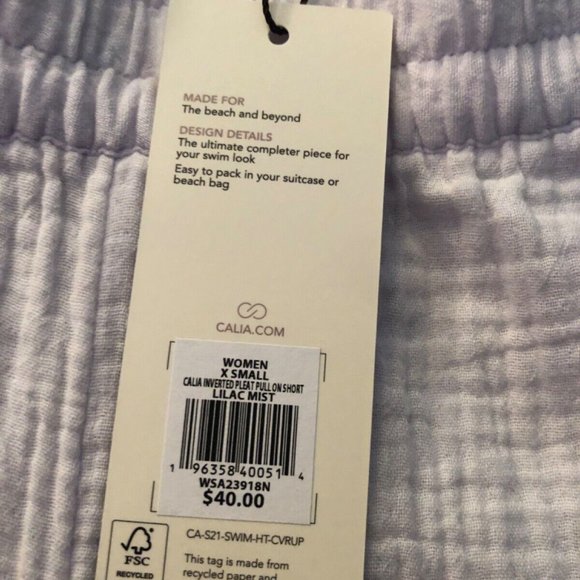 MADE FOR
The beach and beyond
DESIGN DETAILS
The ultimate completer piece for
your swim look
Easy to pack in your suitcase or
beach bag
CALIA.COM
WOMEN
X SMALL
CALIA INVERTED PLEAT PULL ON SHORT
LILAC MIST
1 96358 40051 4
WSA23918N
$40.00
CA-S21-SWIM-HT-CVRUP
FSC
RECYCLED
This tag is made from
recycled paper and